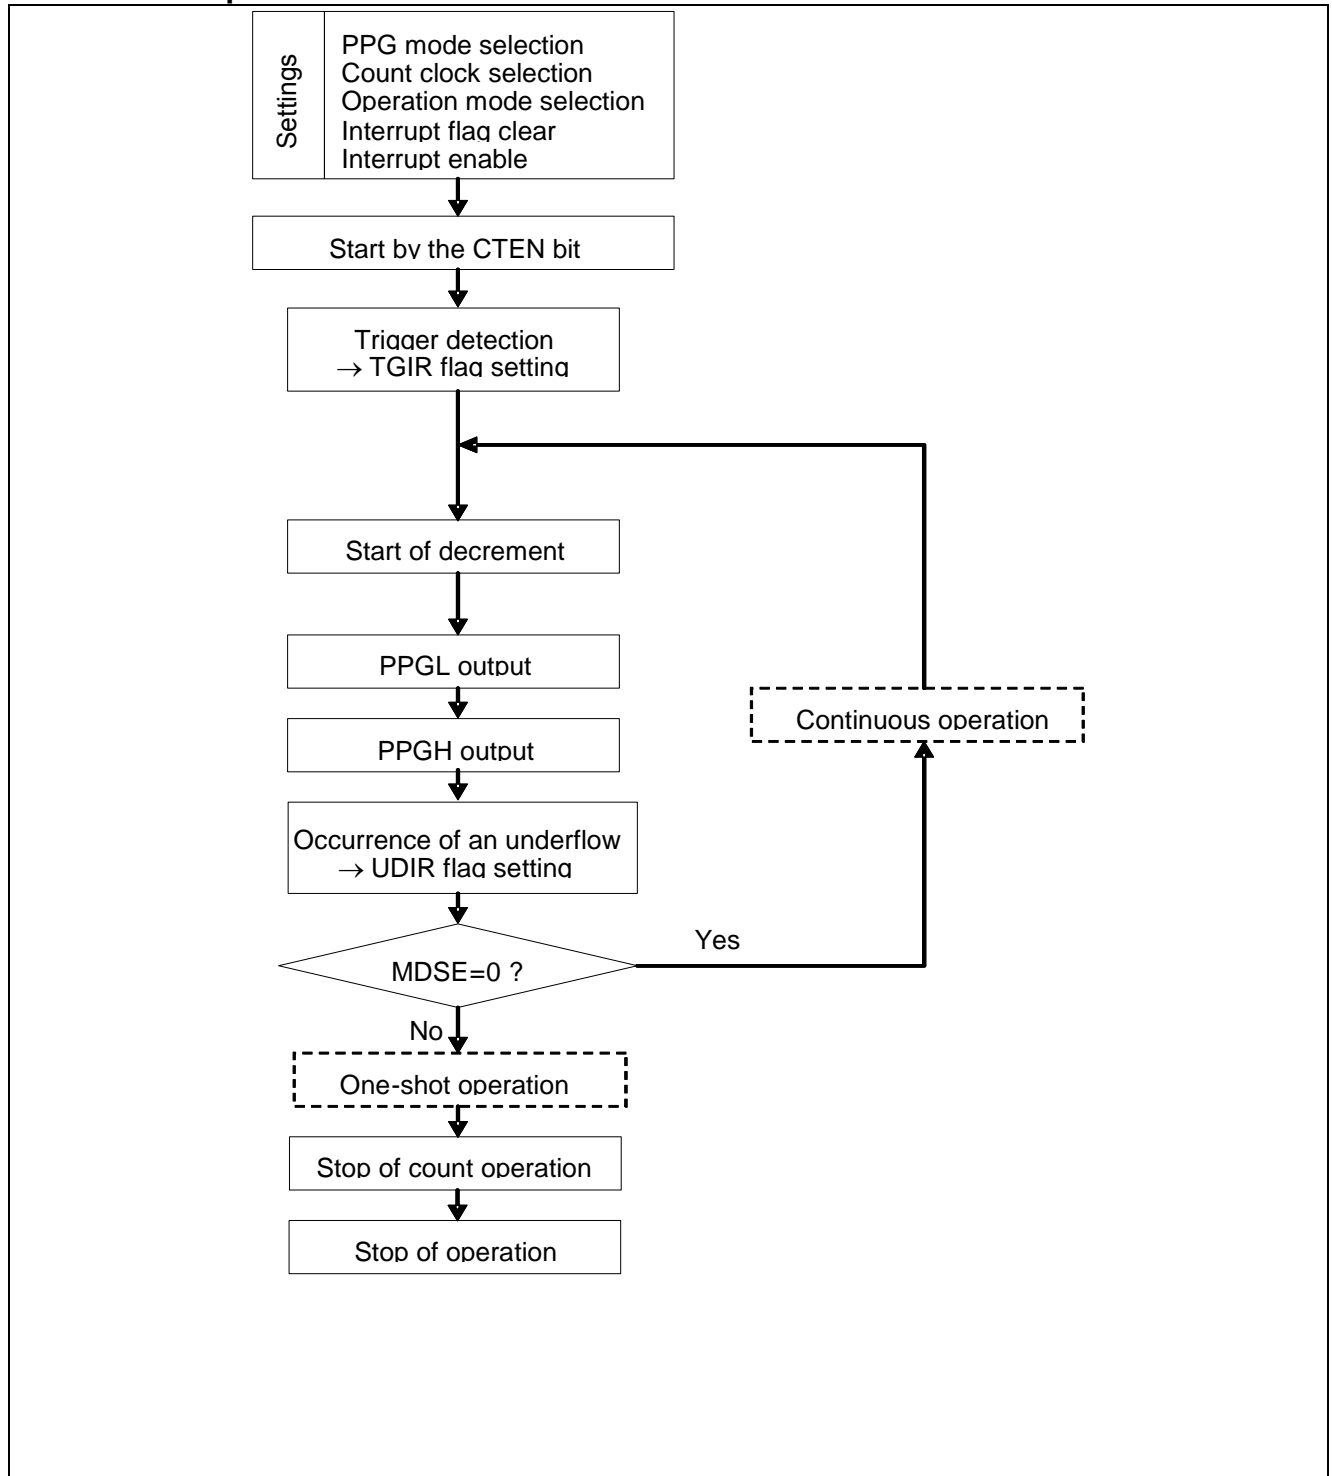 Settings
PPG mode selection
Count clock selection
Operation mode selection
Interrupt flag clear
Interrupt enable
Start by the CTEN bit
Trigger detection
→ TGIR flag setting
Start of decrement
PPGL output
PPGH output
Continuous operation
Occurrence of an underflow
→ UDIR flag setting
Yes
MDSE=0 ?
No
One-shot operation
Stop of count operation
Stop of operation